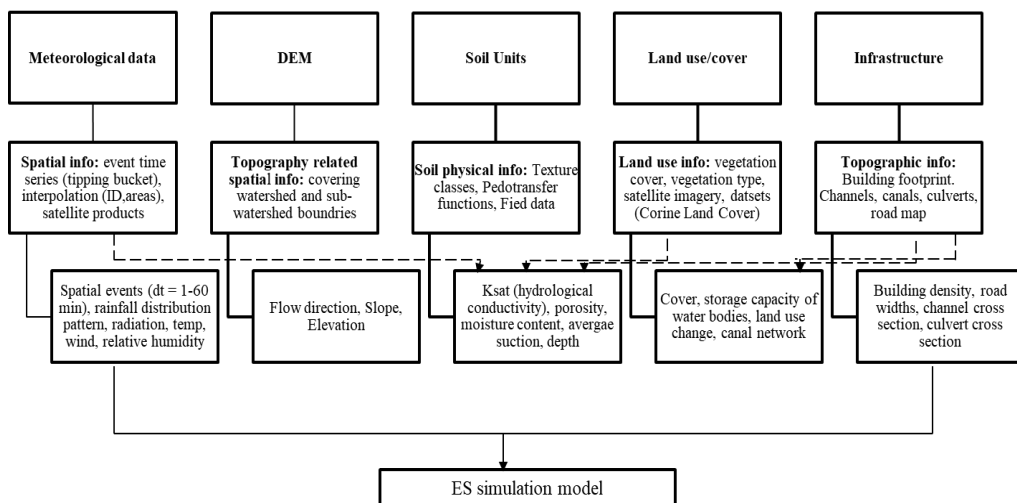 Meteorological data
DEM
Soil Units
Land use/cover
Infrastructure
Spatial info: event time
series (tipping bucket),
interpolation (ID,areas),
satellite products
Topography related
spatial info: covering
watershed and sub-
watershed boundries
Soil physical info: Texture
classes, Pedotransfer
functions, Fied data
Land use info: vegetation
cover, vegetation type,
satellite imagery, datsets
(Corine Land Cover)
Topographic info:
Building footprint.
Channels, canals, culverts,
road map
Spatial events (dt = 1-60
min), rainfall distribution
pattern, radiation, temp,
wind, relative humidity
Flow direction, Slope,
Elevation
Ksat (hydrological
conductivity), porosity,
moisture content, avergae
suction, depth
Cover, storage capacity of
water bodies, land use
change, canal network
Building density, road
widths, channel cross
section, culvert cross
section
ES simulation model